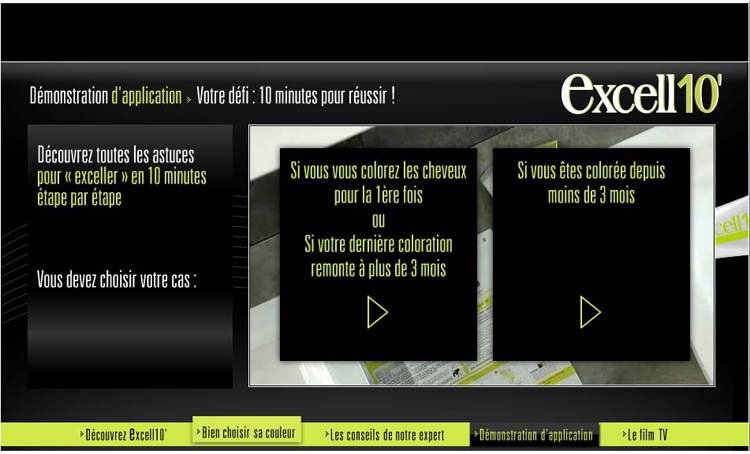 Démonstration d'application > Votre défi : 10 minutes pour réussir !
excell10'
Découvrez toutes les astuces
pour « exceller » en 10 minutes
étape par étape
Vous devez choisir votre cas :
Si vous vous colorez les cheveux
pour la 1ère fois
ou
Si votre dernière coloration
remonte à plus de 3 mois
Si vous êtes colorée depuis
moins de 3 mois
cell1
>Découvrez excell10'
>Bien choisir sa couleur
>Les conseils de notre expert
>Démonstration d'application
>Le film TV